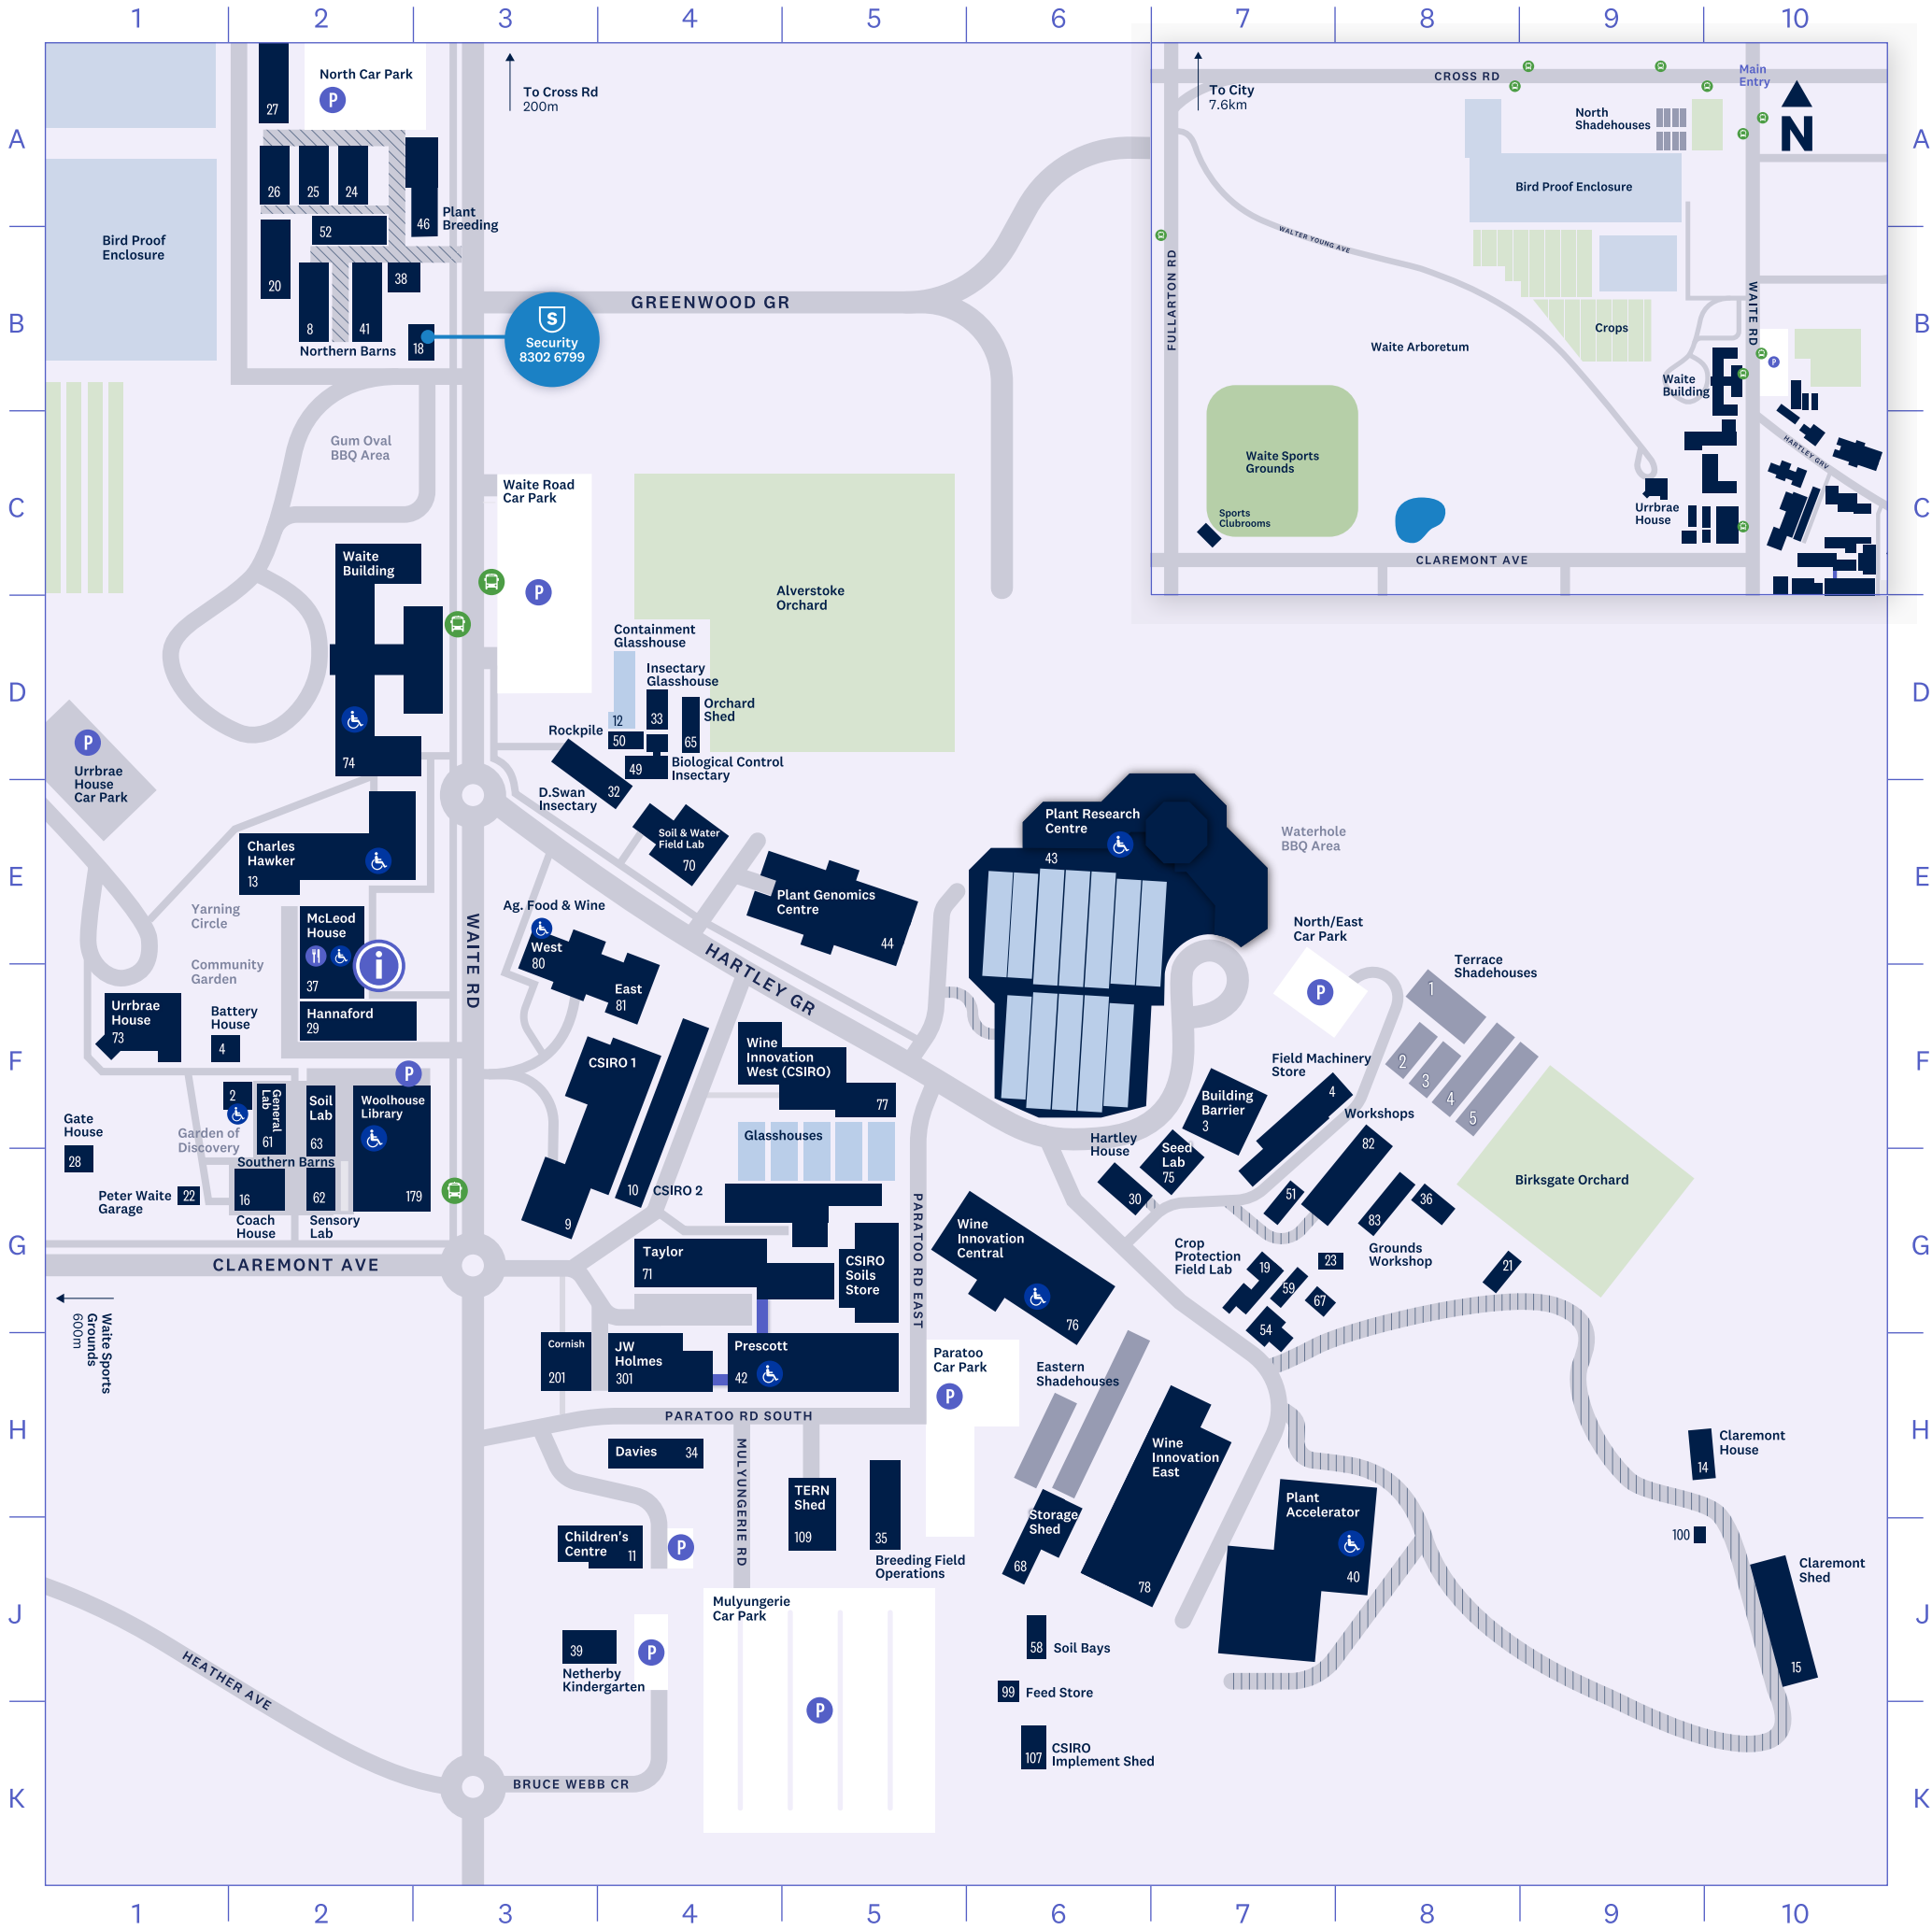 1 2 3 4 5 6 7 8 9 10
A
B
C
D
E
F
G
H
J
K
North Car Park
P
27
To Cross Rd
200m
26
25
24
46
Plant
Breeding
52
20
38
8
41
18
Northern Barns
Bird Proof
Enclosure
S
Security
8302 6799
GREENWOOD GR
CROSS RD
To City
7.6km
Main
Entry
N
North
Shadehouses
Bird Proof Enclosure
WALTER YOUNG AVE
FULLARTON RD
WAITE RD
Crops
Waite Arboretum
P
Waite
Building
HARTLEY GRV
Waite Sports
Grounds
Sports
Clubrooms
Urrbrae
House
CLAREMONT AVE
Gum Oval
BBQ Area
Waite Road
Car Park
P
Waite
Building
74
Alverstoke
Orchard
Containment
Glasshouse
12
Insectary
Glasshouse
33
Orchard
Shed
65
Rockpile
50
49
Biological Control
Insectary
D.Swan
Insectary
32
P
Urrbrae
House
Car Park
Soil & Water
Field Lab
70
Plant Genomics
Centre
44
Plant Research
Centre
43
Waterhole
BBQ Area
Charles
Hawker
13
Yarning
Circle
McLeod
House
i
37
Community
Garden
WAITE RD
Ag. Food & Wine
West
80
East
81
HARTLEY GR
North/East
Car Park
P
Terrace
Shadehouses
1
2
3
4
5
Urrbrae
House
73
Battery
House
4
Hannaford
29
P
CSIRO 1
9
CSIRO 2
10
Wine
Innovation
West (CSIRO)
77
Glasshouses
Field Machinery
Store
4
Building
Barrier
3
Workshops
82
Gate
House
28
2
General
Lab
61
Soil
Lab
63
Woolhouse
Library
179
Garden of
Discovery
Southern Barns
Peter Waite
Garage
22
16
Coach
House
62
Sensory
Lab
Hartley
House
30
Seed
Lab
75
51
83
36
Grounds
Workshop
Birksgate Orchard
CLAREMONT AVE
Waite Sports
Grounds
600m
Taylor
71
CSIRO
Soils
Store
PARATOO RD EAST
Wine
Innovation
Central
76
Crop
Protection
Field Lab
19
23
59
67
54
21
Cornish
201
JW
Holmes
301
Prescott
42
Paratoo
Car Park
P
Eastern
Shadehouses
PARATOO RD SOUTH
Davies
34
MULYUNGERIE RD
TERN
Shed
109
35
Breeding Field
Operations
Wine
Innovation
East
78
Storage
Shed
68
Plant
Accelerator
40
Claremont
House
14
100
Claremont
Shed
15
Children's
Centre
11
P
39
Netherby
Kindergarten
P
Mulyungerie
Car Park
P
58
Soil Bays
99
Feed Store
107
CSIRO
Implement Shed
HEATHER AVE
BRUCE WEBB CR
A
B
C
D
E
F
G
H
J
K
1 2 3 4 5 6 7 8 9 10